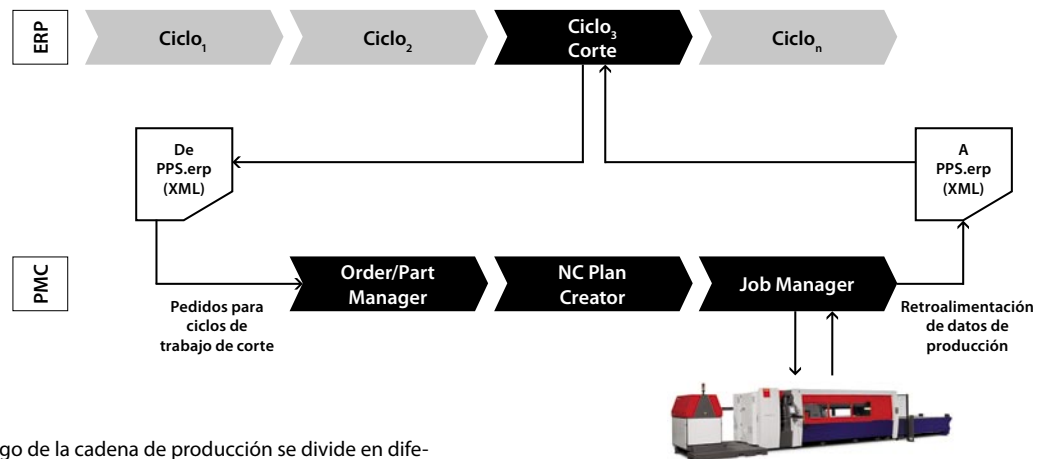 ERP
Ciclo₁
Ciclo₂
Ciclo₃
Corte
Cicloₙ
De
PPS.erp
(XML)
A
PPS.erp
(XML)
PMC
Order/Part
Manager
NC Plan
Creator
Job Manager
Pedidos para
ciclos de
trabajo de corte
Retroalimentación
de datos de
producción
go de la cadena de producción se divide en dife-